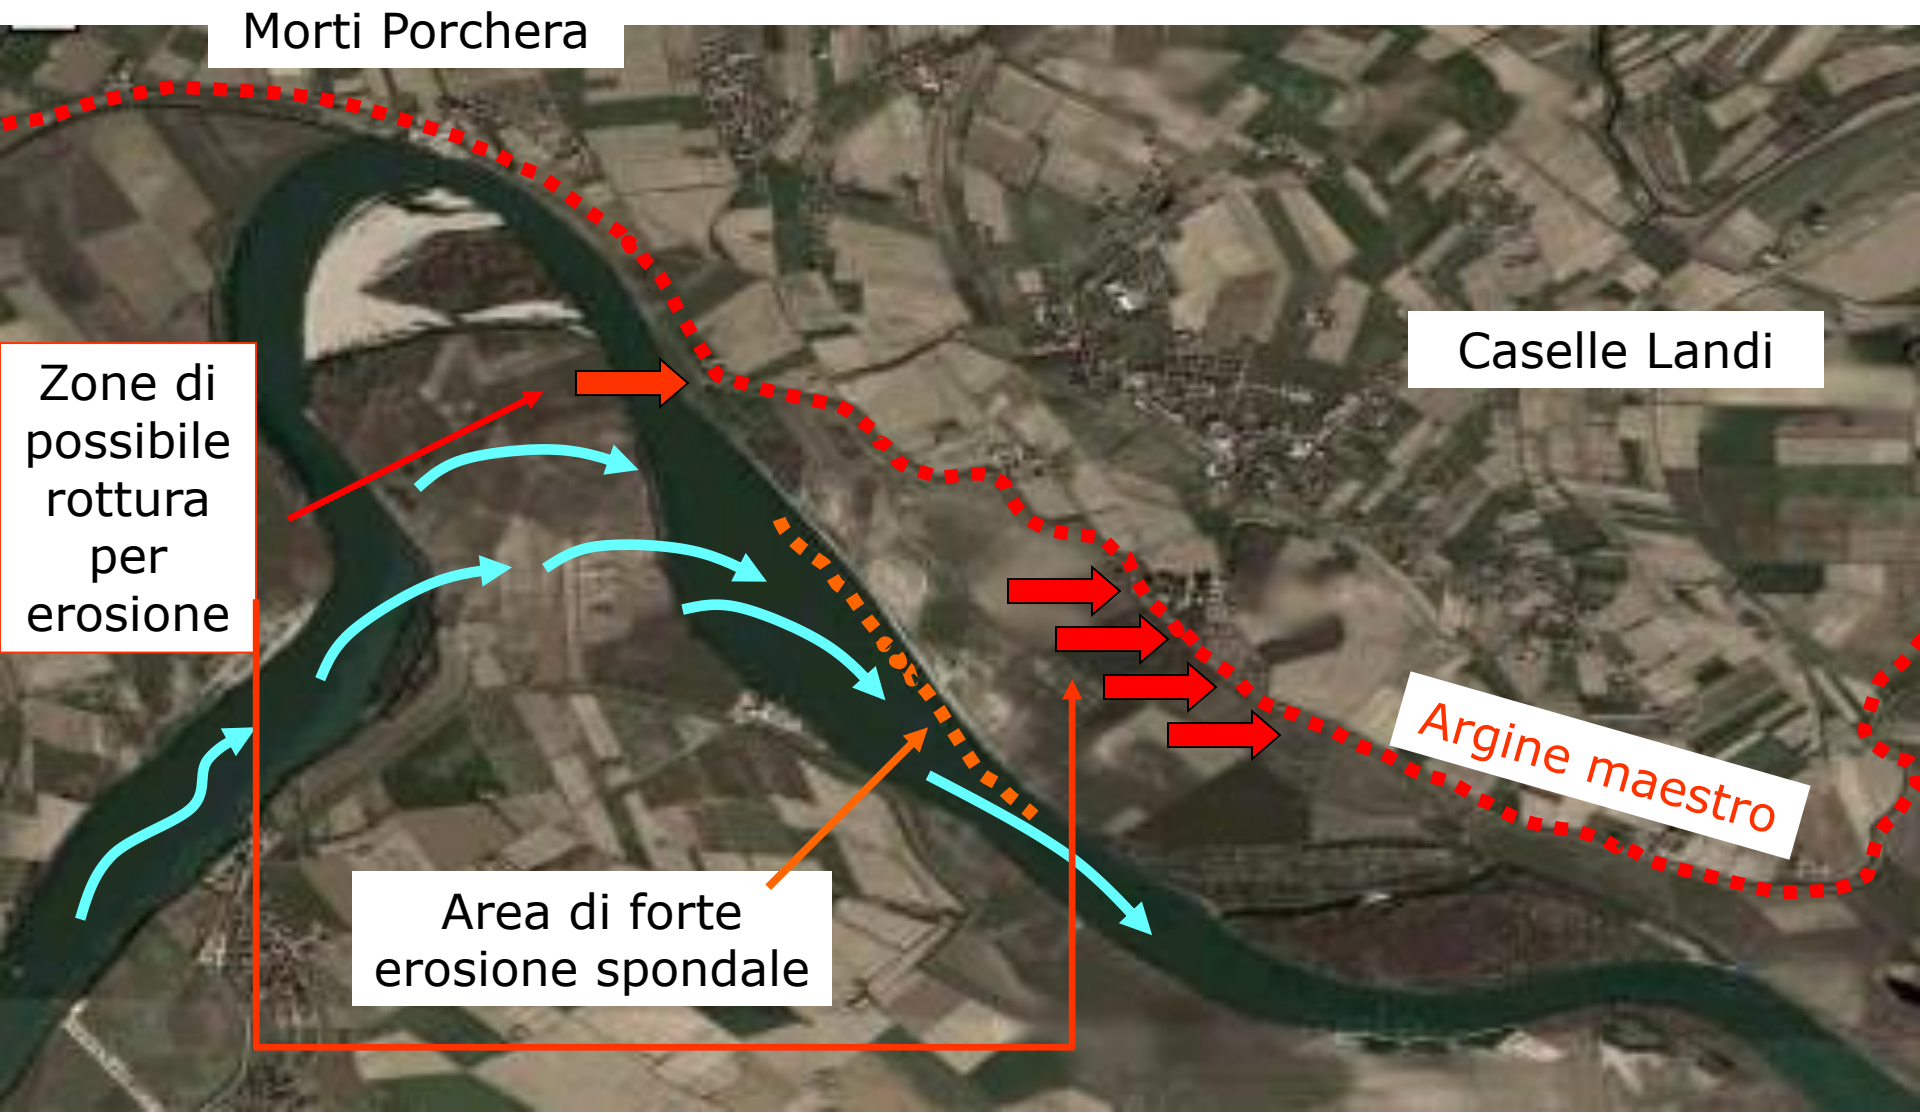 Morti Porchera
Caselle Landi
Zone di
possibile
rottura
per
erosione
Argine maestro
Area di forte
erosione spondale